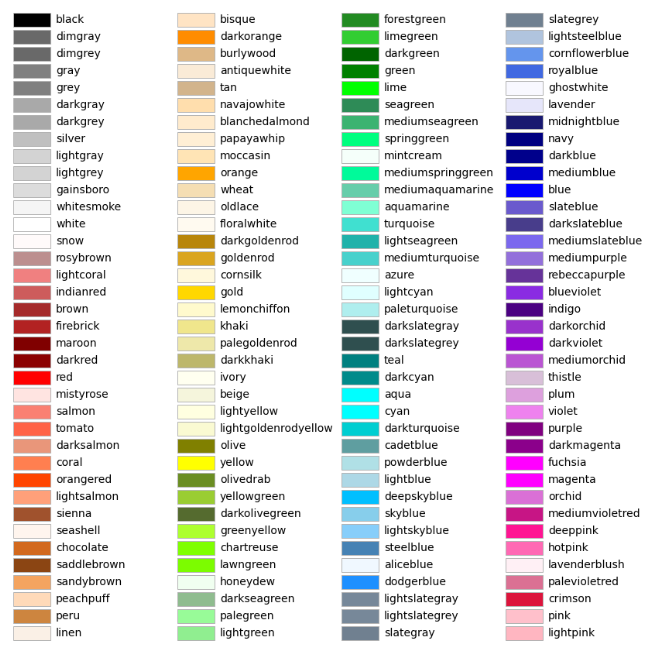 black
dimgray
dimgrey
gray
grey
darkgray
darkgrey
silver
lightgray
lightgrey
gainsboro
whitesmoke
white
snow
rosybrown
lightcoral
indianred
brown
firebrick
maroon
darkred
red
mistyrose
salmon
tomato
darksalmon
coral
orangered
lightsalmon
sienna
seashell
chocolate
saddlebrown
sandybrown
peachpuff
peru
linen
bisque
darkorange
burlywood
antiquewhite
tan
navajowhite
blanchedalmond
papayawhip
moccasin
orange
wheat
oldlace
floralwhite
darkgoldenrod
goldenrod
cornsilk
gold
lemonchiffon
khaki
palegoldenrod
darkkhaki
ivory
beige
lightyellow
lightgoldenrodyellow
olive
yellow
olivedrab
yellowgreen
darkolivegreen
greenyellow
chartreuse
lawngreen
honeydew
darkseagreen
palegreen
lightgreen
forestgreen
limegreen
darkgreen
green
lime
seagreen
mediumseagreen
springgreen
mintcream
mediumspringgreen
mediumaquamarine
aquamarine
turquoise
lightseagreen
mediumturquoise
azure
lightcyan
paleturquoise
darkslategray
darkslategrey
teal
darkcyan
aqua
cyan
darkturquoise
cadetblue
powderblue
lightblue
deepskyblue
skyblue
lightskyblue
steelblue
aliceblue
dodgerblue
lightslategray
lightslategrey
slategray
slategrey
lightsteelblue
cornflowerblue
royalblue
ghostwhite
lavender
midnightblue
navy
darkblue
mediumblue
blue
slateblue
darkslateblue
mediumslateblue
mediumpurple
rebeccapurple
blueviolet
indigo
darkorchid
darkviolet
mediumorchid
thistle
plum
violet
purple
darkmagenta
fuchsia
magenta
orchid
mediumvioletred
deeppink
hotpink
lavenderblush
palevioletred
crimson
pink
lightpink